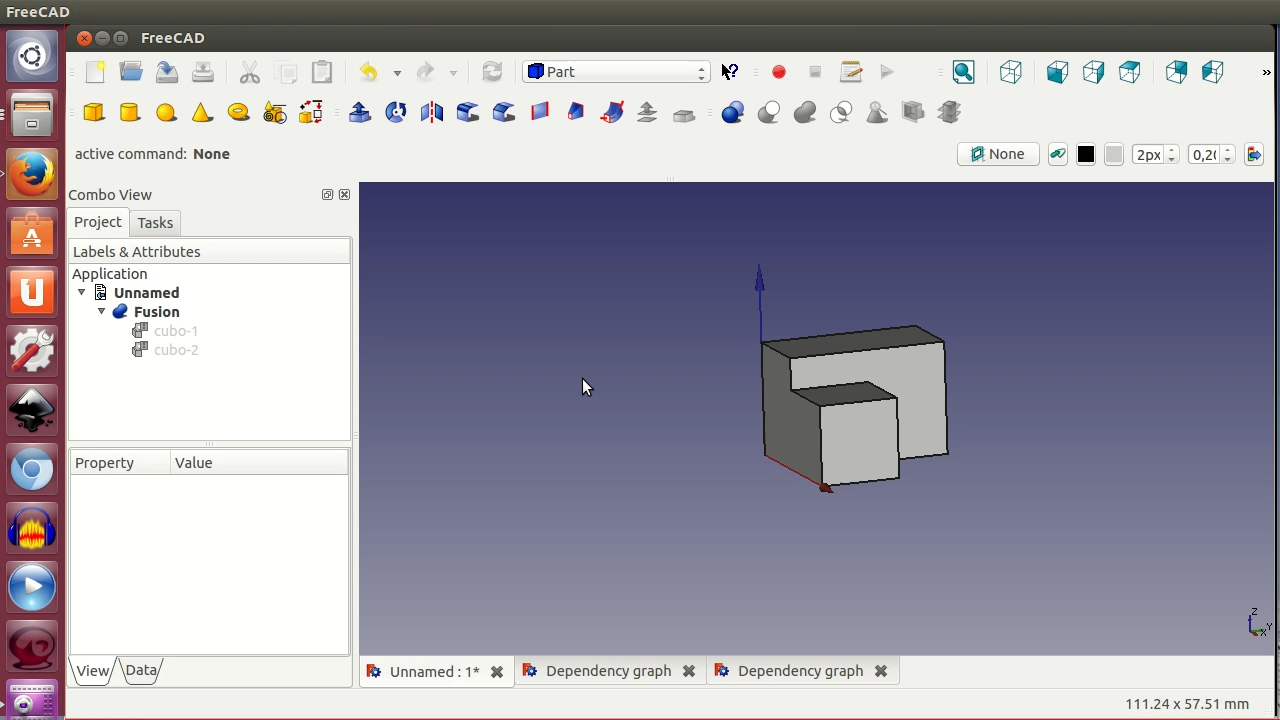 FreeCAD
FreeCAD
Part
active command: None
None
2px
0,20
Combo View
Project
Tasks
Labels & Attributes
Application
Unnamed
Fusion
cubo-1
cubo-2
Property
Value
View
Data
Unnamed : 1*
Dependency graph
Dependency graph
Z
Y
X
111.24 x 57.51 mm